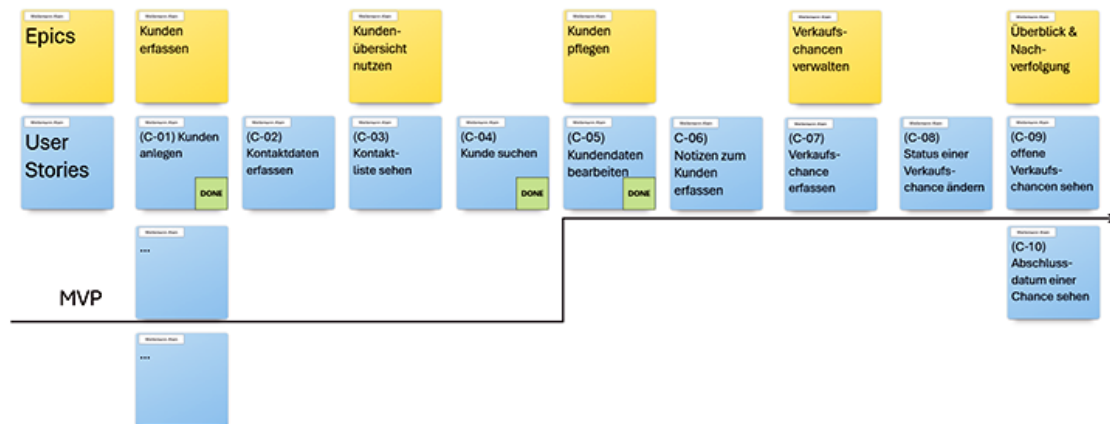 Epics
Kunden
erfassen
Kunden-
übersicht
nutzen
Kunden
pflegen
Verkaufs-
chancen
verwalten
Überblick &
Nach-
verfolgung
User
Stories
(C-01) Kunden
anlegen
DONE
(C-02)
Kontaktdaten
erfassen
(C-03)
Kontakt-
liste sehen
(C-04)
Kunde suchen
DONE
(C-05)
Kundendaten
bearbeiten
DONE
C-06)
Notizen zum
Kunden
erfassen
(C-07)
Verkaufs-
chance
erfassen
(C-08)
Status einer
Verkaufs-
chance ändern
(C-09)
offene
Verkaufs-
chancen sehen
...
(C-10)
Abschluss-
datum einer
Chance sehen
MVP
...